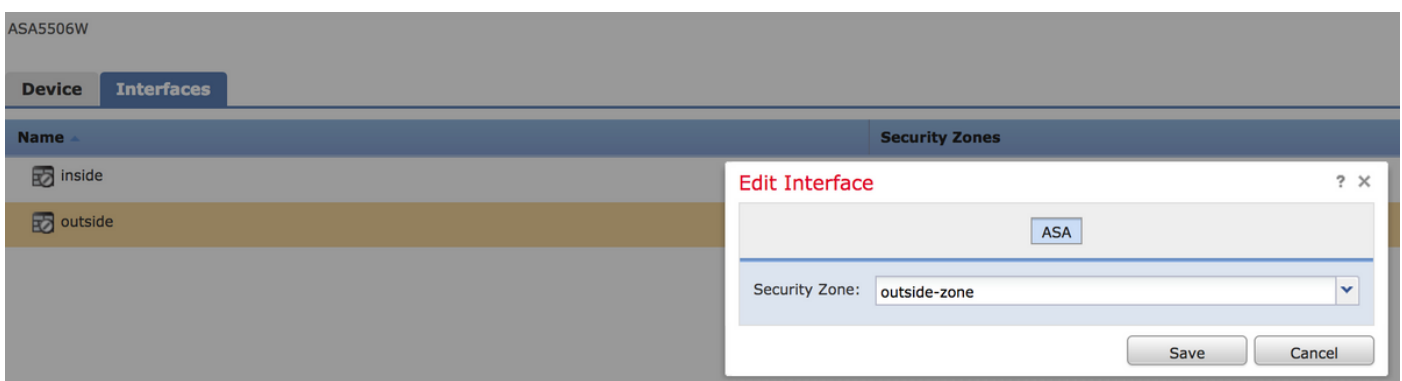 ASA5506W
Device Interfaces
Name Security Zones
inside
Edit Interface ? ×
outside
ASA
Security Zone: outside-zone
Save Cancel